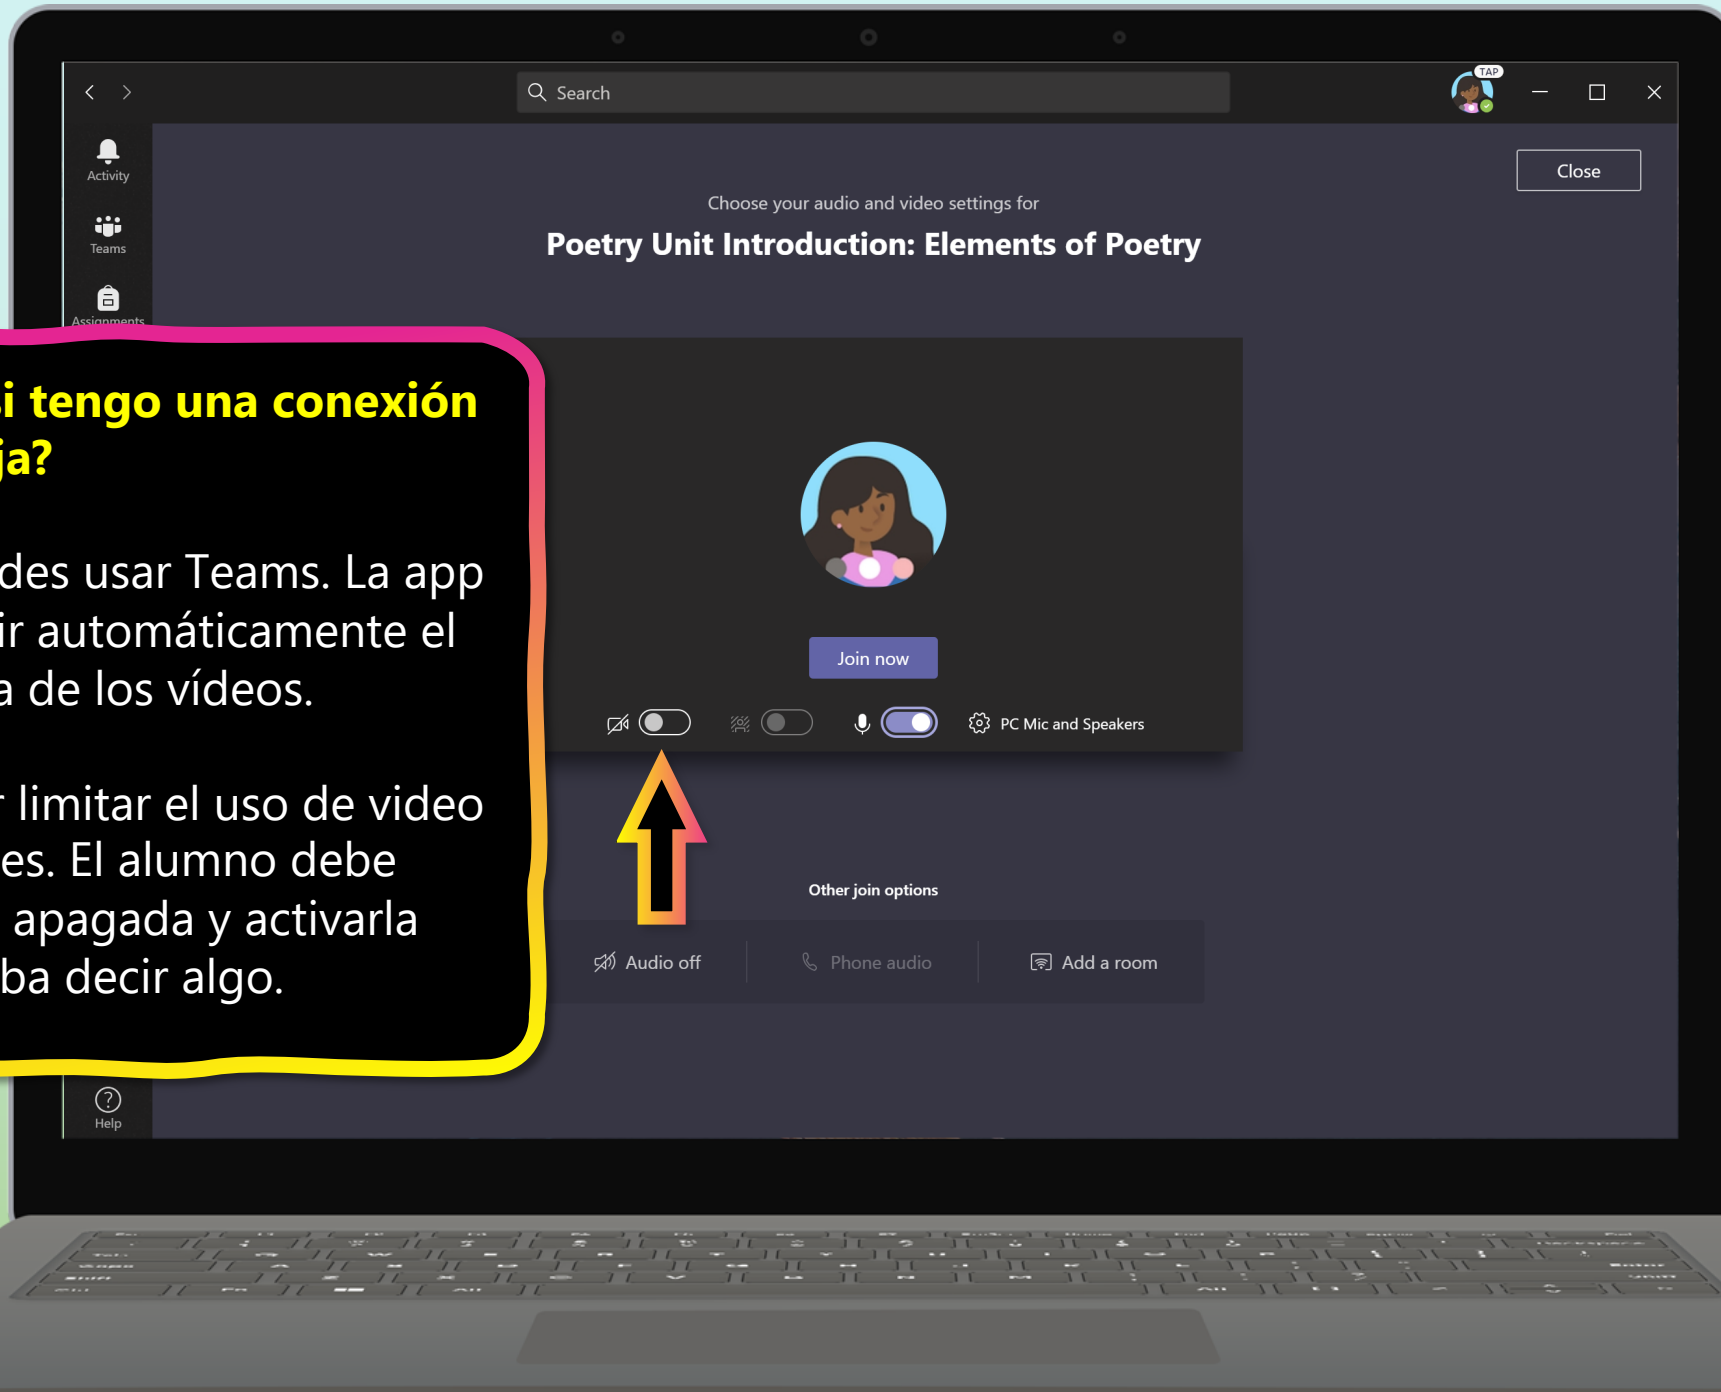 Search
TAP
Activity
Teams
Assignments
Close
Choose your audio and video settings for
Poetry Unit Introduction: Elements of Poetry
si tengo una conexión
ja?
des usar Teams. La app
ir automáticamente el
a de los vídeos.
r limitar el uso de video
es. El alumno debe
apagada y activarla
ba decir algo.
Join now
PC Mic and Speakers
Other join options
Audio off
Phone audio
Add a room
Help